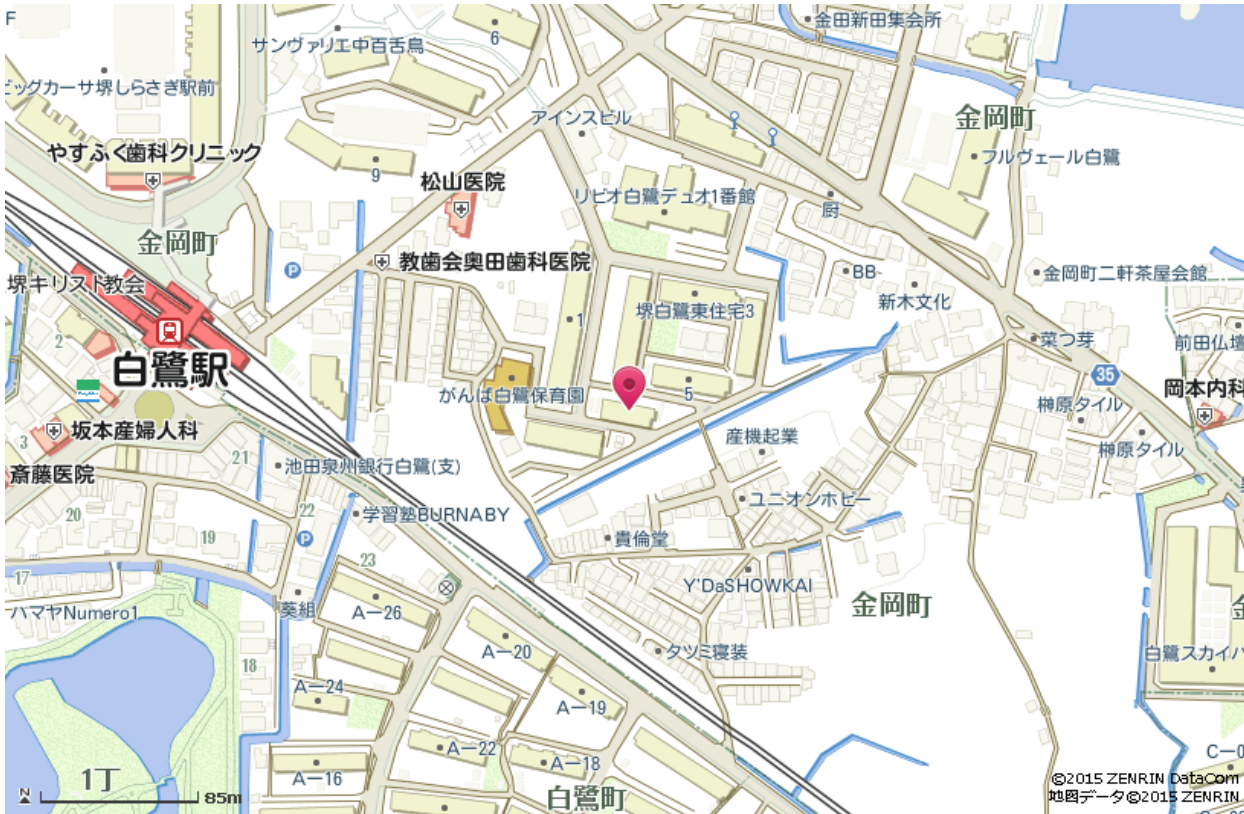 F
6
金田新田集会所
サンヴァリエ中百舌鳥
ビッグカーサ堺しらさぎ駅前
アインスビル
金岡町
やすふく歯科クリニック
9
フルヴェール白鷺
松山医院
リビオ白鷺デュオ1番館
厨
金岡町
P
教歯会奥田歯科医院
BB
金岡町二軒茶屋会館
堺キリスト教会
新木文化
1
堺白鷺東住宅3
2
菜つ芽
前田仏壇
白鷺駅
35
岡本内科
がんば白鷺保育園
5
榊原タイル
3
坂本産婦人科
産機起業
榊原タイル
21
池田泉州銀行白鷺(支)
斎藤医院
ユニオンホビー
20
22
学習塾BURNABY
19
P
貴倫堂
23
17
Y'DaSHOWKAI
ハマヤNumero1
葵組
A−26
金岡町
18
A−20
タツミ寝装
白鷺スカイハ
A−24
A−19
A−22
A−18
C−0
1丁
A−16
白鷺町
N
85m
©2015 ZENRIN DataCom
地図データ©2015 ZENRIN